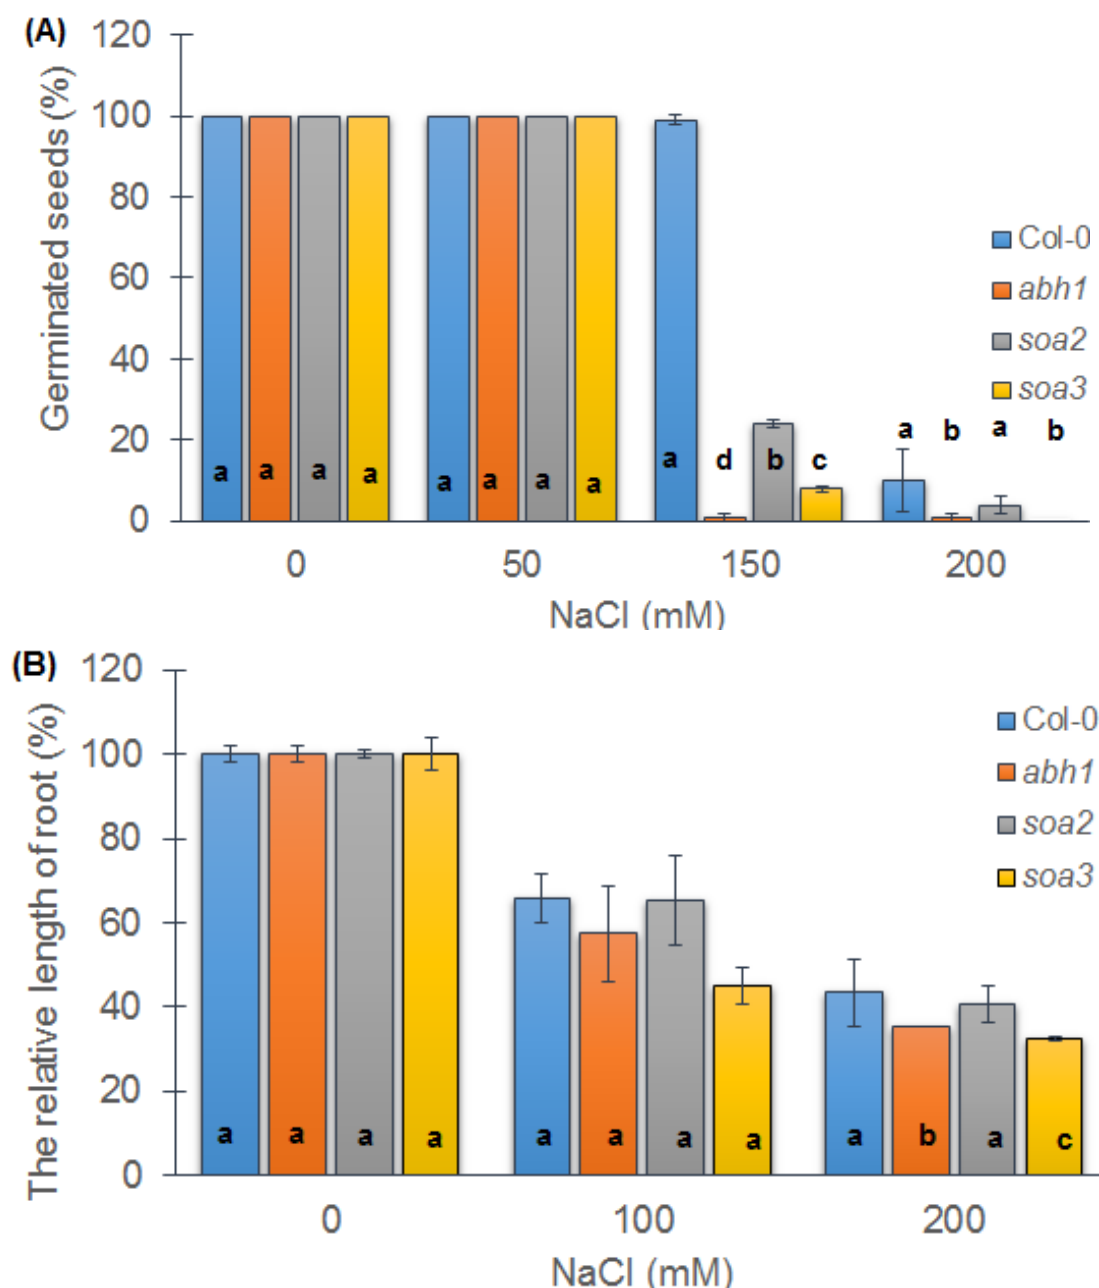 (A)
Germinated seeds (%)
120
100
80
60
40
20
0
Col-0
abh1
soa2
soa3
a a a a
a a a a
a d b c
a b a b
0 50 150 200
NaCl (mM)
(B)
The relative length of root (%)
120
100
80
60
40
20
0
Col-0
abh1
soa2
soa3
a a a a
a a a a
a b a c
0 100 200
NaCl (mM)